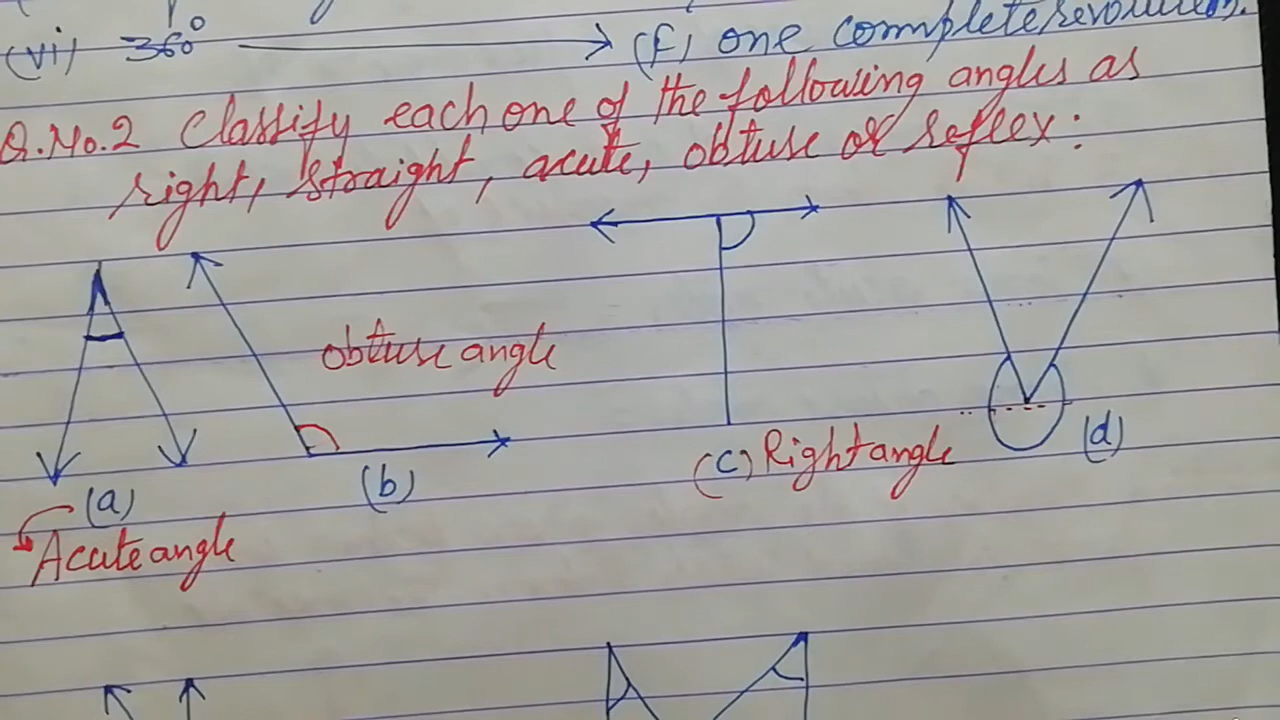 (vi) 360° → (f) one complete revolution.
Q.No.2 Classify each one of the following angles as
right, straight, acute, obtuse or reflex:
obtuse angle
(a) (b) (c) Right angle (d)
Acute angle